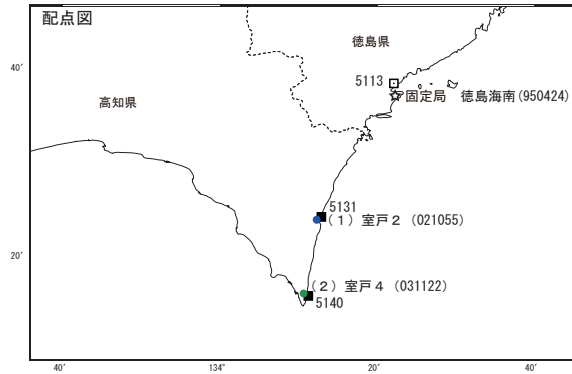 配点図
徳島県
40′
5113
固定局　徳島海南(950424)
高知県
5131
(1)室戸2 (021055)
20′
(2)室戸4 (031122)
5140
40′
134°
20′
40′